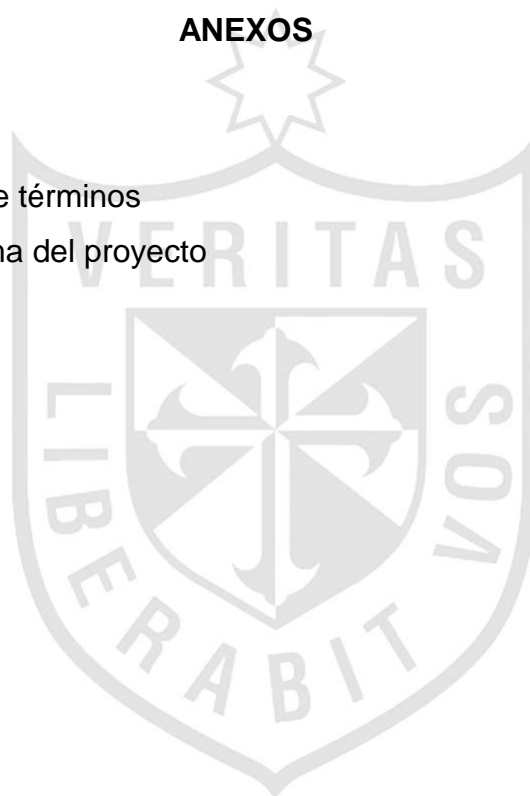 ANEXOS
e términos
na del proyecto
VERITAS
LIBERABIT VOS